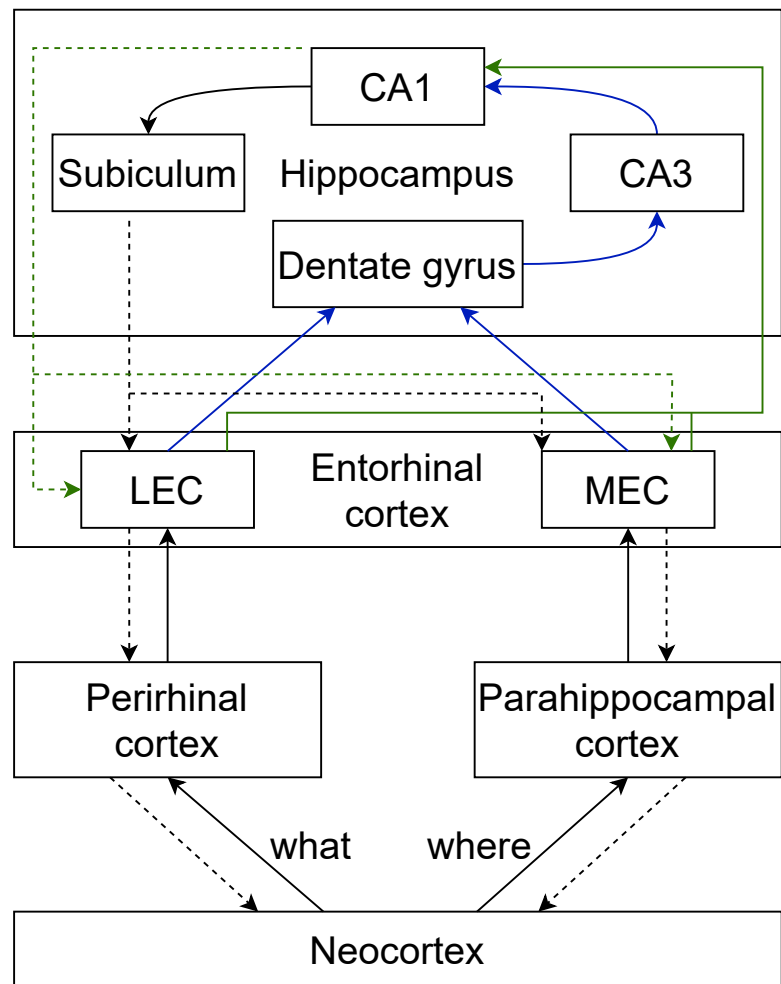 CA1
Subiculum
Hippocampus
CA3
Dentate gyrus
LEC
Entorhinal
cortex
MEC
Perirhinal
cortex
Parahippocampal
cortex
what
where
Neocortex